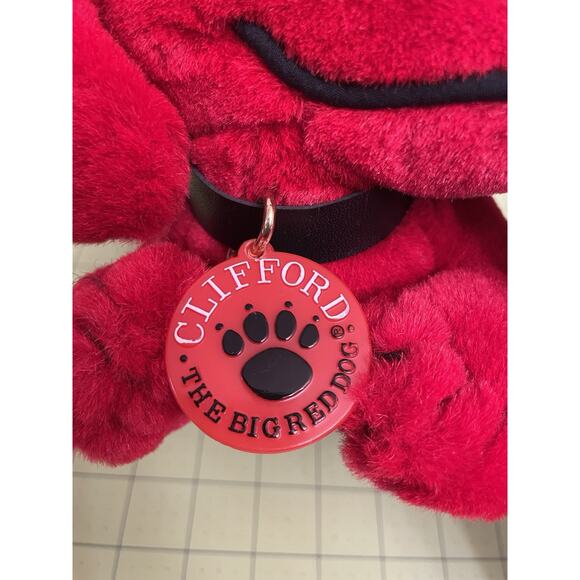 CLIFFORD
• THE BIG RED DOG ®